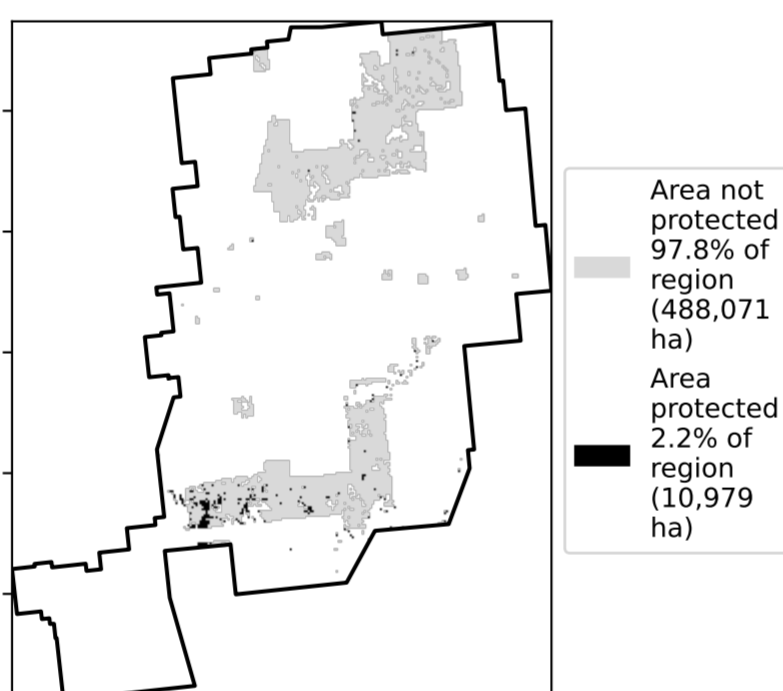 Area not
protected
97.8% of
region
(488,071
ha)
Area
protected
2.2% of
region
(10,979
ha)